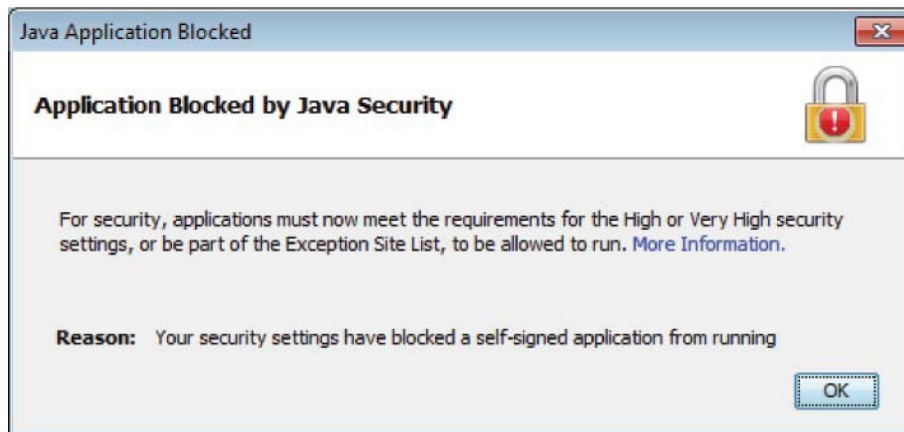 Java Application Blocked
Application Blocked by Java Security
For security, applications must now meet the requirements for the High or Very High security
settings, or be part of the Exception Site List, to be allowed to run. More Information.
Reason: Your security settings have blocked a self-signed application from running
OK